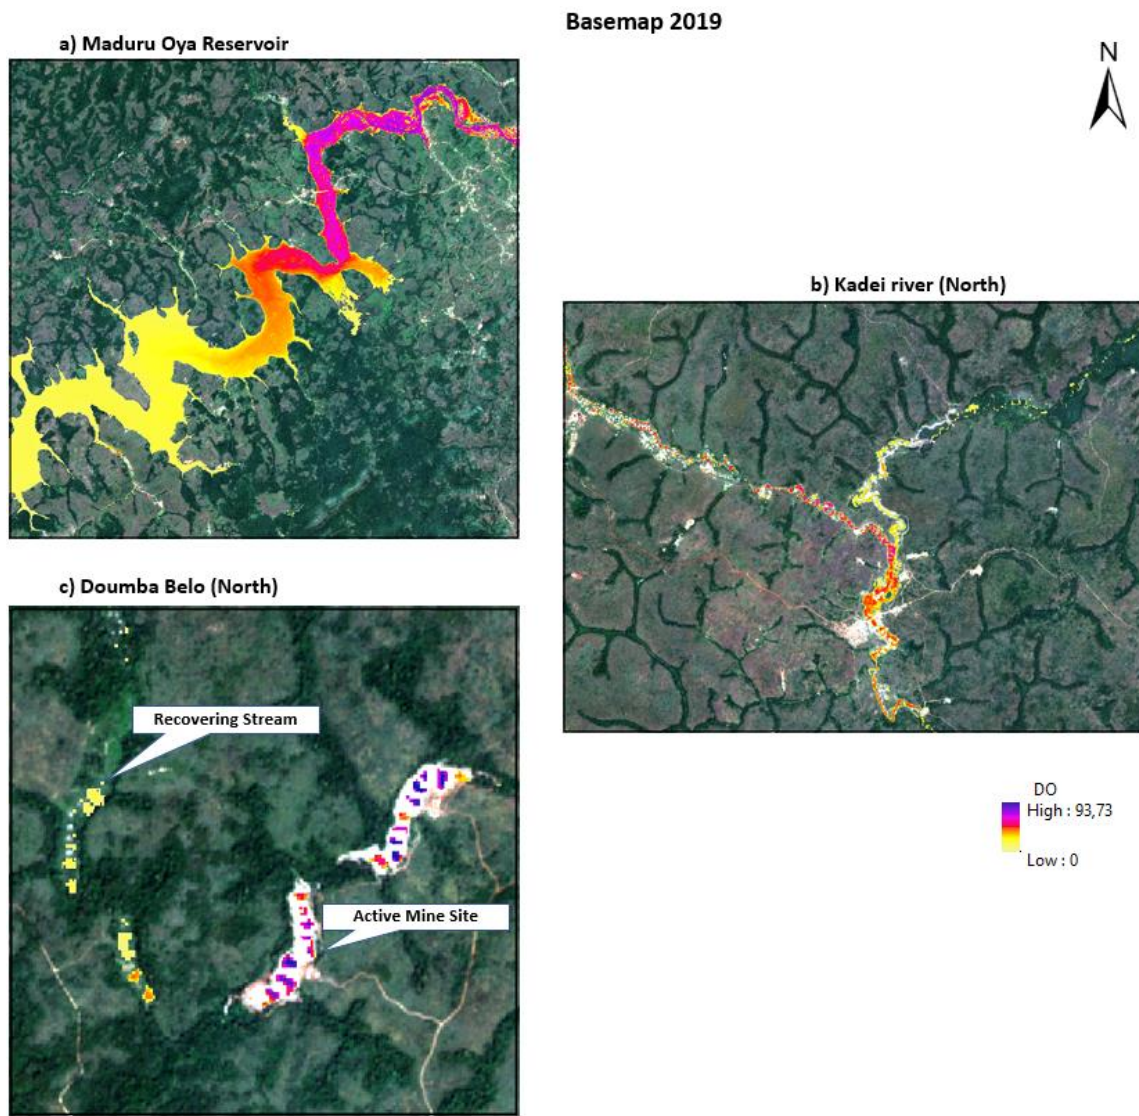 Basemap 2019
a) Maduru Oya Reservoir
N
b) Kadei river (North)
c) Doumba Belo (North)
Recovering Stream
Active Mine Site
DO
High : 93,73
Low : 0